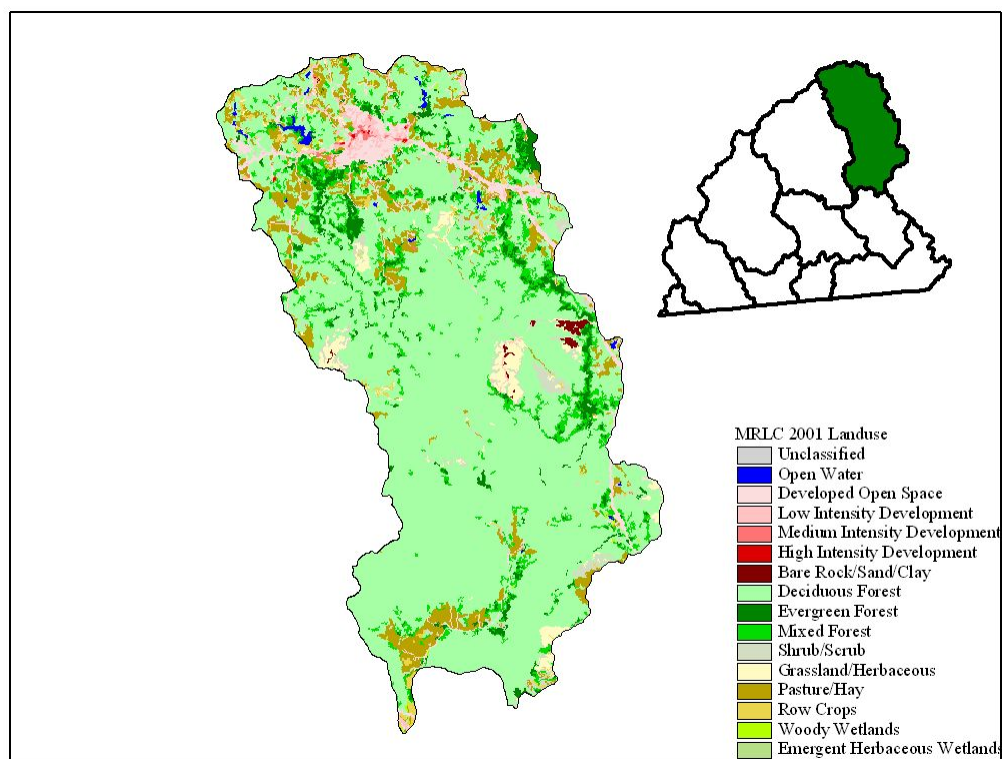 MRLC 2001 Landuse
Unclassified
Open Water
Developed Open Space
Low Intensity Development
Medium Intensity Development
High Intensity Development
Bare Rock/Sand/Clay
Deciduous Forest
Evergreen Forest
Mixed Forest
Shrub/Scrub
Grassland/Herbaceous
Pasture/Hay
Row Crops
Woody Wetlands
Emergent Herbaceous Wetlands